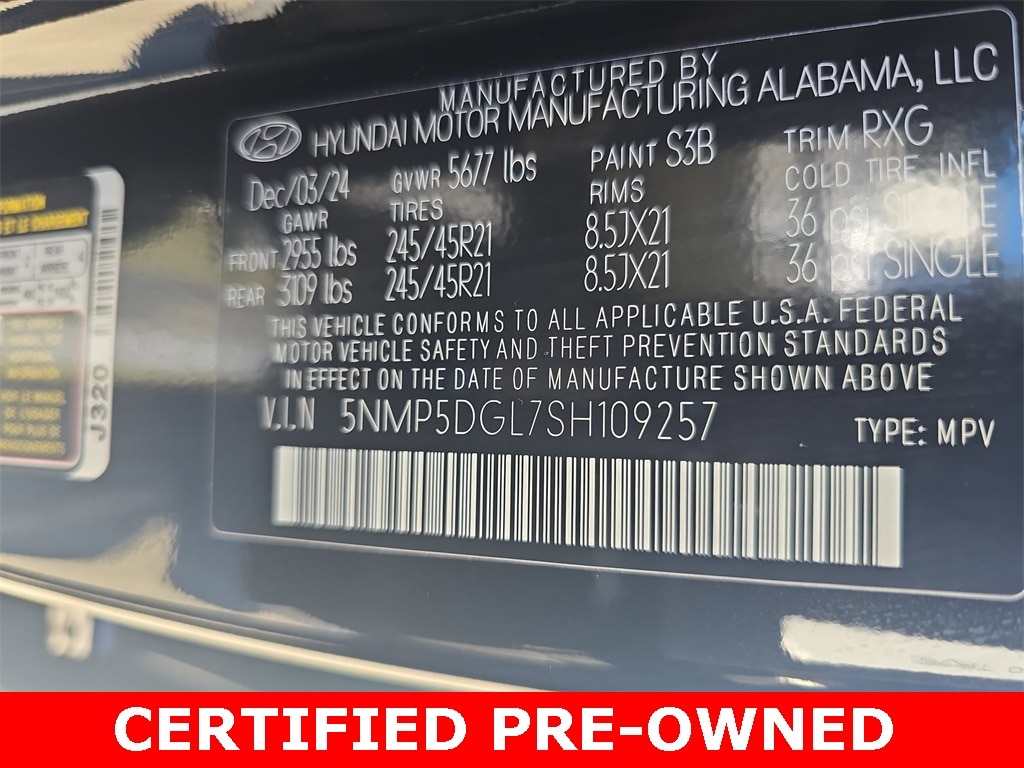 MANUFACTURED BY
HYUNDAI MOTOR MANUFACTURING ALABAMA, LLC
Dec/03/24 GVWR 5677 lbs PAINT S3B TRIM RXG
GAWR TIRES RIMS COLD TIRE INFL
FRONT 2955 lbs 245/45R21 8.5JX21 36 psi SINGLE
REAR 3109 lbs 245/45R21 8.5JX21 36 psi SINGLE
THIS VEHICLE CONFORMS TO ALL APPLICABLE U.S.A. FEDERAL
MOTOR VEHICLE SAFETY AND THEFT PREVENTION STANDARDS
IN EFFECT ON THE DATE OF MANUFACTURE SHOWN ABOVE
V.I.N 5NMP5DGL7SH109257 TYPE: MPV
J320
CERTIFIED PRE-OWNED